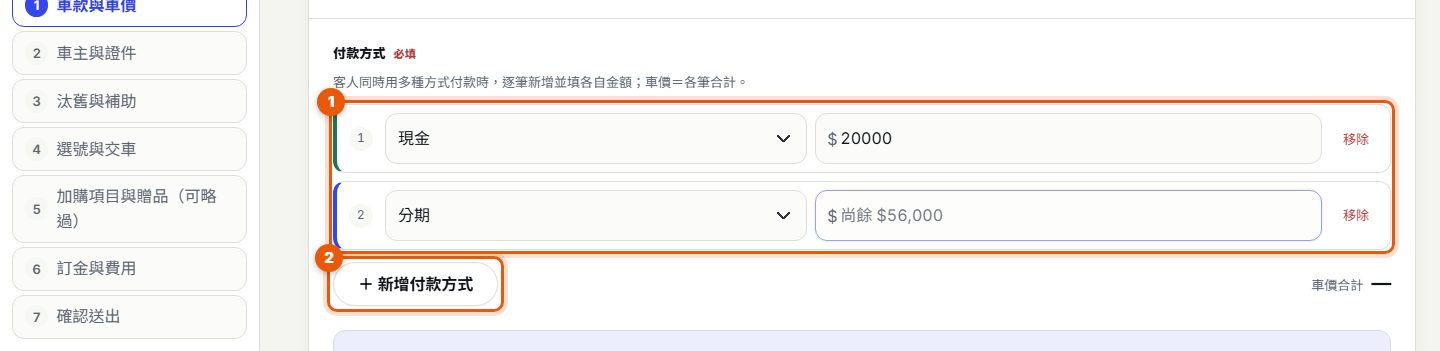 1 車款與車價
2 車主與證件
3 汰舊與補助
4 選號與交車
5 加購項目與贈品（可略
過）
6 訂金與費用
7 確認送出
付款方式 必填
客人同時用多種方式付款時，逐筆新增並填各自金額；車價＝各筆合計。
1
1 現金 $ 20000 移除
2 分期 $ 尚餘 $56,000 移除
2
＋ 新增付款方式
車價合計 —